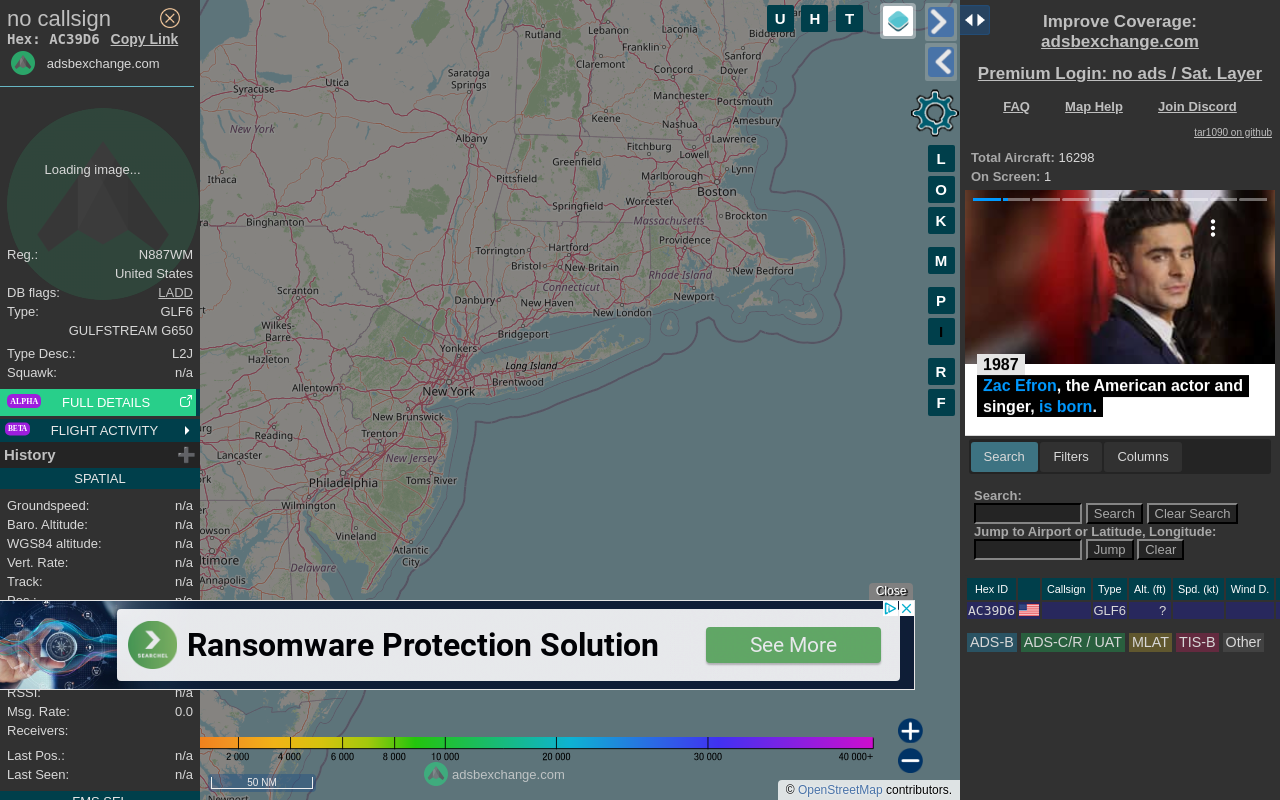 no callsign
Hex: AC39D6 Copy Link
adsbexchange.com
Loading image...
Reg.: N887WM
United States
DB flags: LADD
Type: GLF6
GULFSTREAM G650
Type Desc.: L2J
Squawk: n/a
ALPHA FULL DETAILS
BETA FLIGHT ACTIVITY
History
SPATIAL
Groundspeed: n/a
Baro. Altitude: n/a
WGS84 altitude: n/a
Vert. Rate: n/a
Track: n/a
RSSI: n/a
Msg. Rate: 0.0
Receivers:
Last Pos.: n/a
Last Seen: n/a
U H T
L
O
K
M
P
I
R
F
Rutland
Lebanon
Laconia
Franklin
Sanford
Claremont
Concord
Dover
Saratoga
Springs
Utica
Syracuse
Manchester
Portsmouth
Keene
Amesbury
Nashua
New York
Albany
Lawrence
Fitchburg
Lowell
Greenfield
Lynn
Ithaca
Pittsfield
Marlborough
Boston
Worcester
Springfield
Brockton
Massachusetts
Binghamton
Providence
Torrington
Hartford
Bristol
New Britain
New Bedford
Rhode Island
Connecticut
Scranton
Danbury
Newport
New Haven
New London
Wilkes-
Barre
Bridgeport
Yonkers
Hazleton
Long Island
Brentwood
Allentown
New York
New Brunswick
Reading
Trenton
Lancaster
New Jersey
Toms River
Philadelphia
Wilmington
Vineland
Atlantic
City
Annapolis
Delaware
Close
Ransomware Protection Solution
SEARCHEL
See More
2 000 4 000 6 000 8 000 10 000 20 000 30 000 40 000+
adsbexchange.com
50 NM
© OpenStreetMap contributors.
Improve Coverage:
adsbexchange.com
Premium Login: no ads / Sat. Layer
FAQ Map Help Join Discord
tar1090 on github
Total Aircraft: 16298
On Screen: 1
1987
Zac Efron, the American actor and
singer, is born.
Search Filters Columns
Search:
Search Clear Search
Jump to Airport or Latitude, Longitude:
Jump Clear
Hex ID Callsign Type Alt. (ft) Spd. (kt) Wind D.
AC39D6 GLF6 ?
ADS-B ADS-C/R / UAT MLAT TIS-B Other